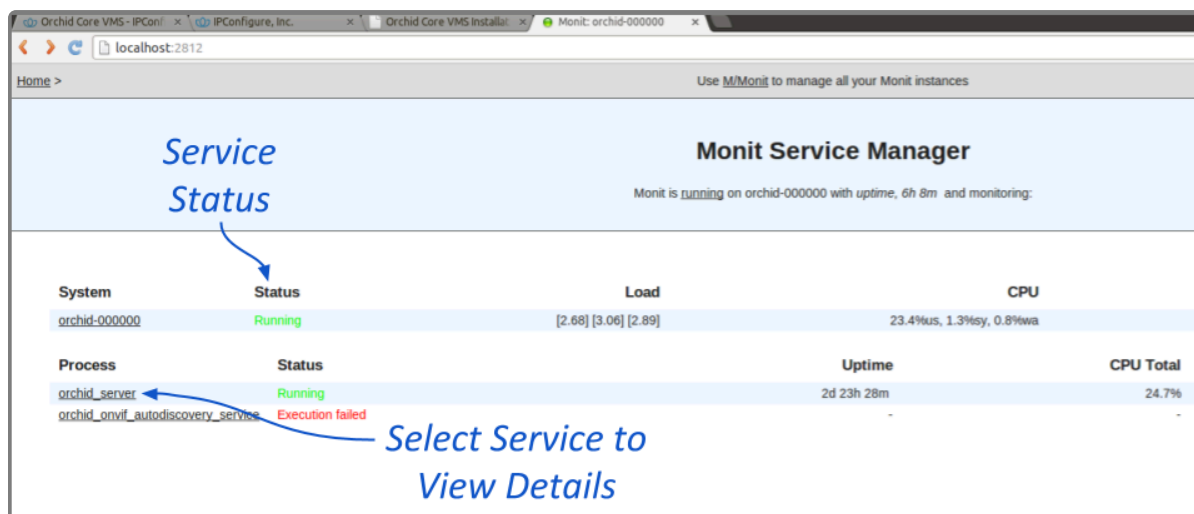 Orchid Core VMS - IPConf
IPConfigure, Inc.
Orchid Core VMS Installat
Monit: orchid-000000
localhost:2812
Home >
Use M/Monit to manage all your Monit instances
Service
Status
Monit Service Manager
Monit is running on orchid-000000 with uptime, 6h 8m and monitoring:
System Status Load CPU
orchid-000000 Running [2.68] [3.06] [2.89] 23.4%us, 1.3%sy, 0.8%wa
Process Status Uptime CPU Total
orchid_server Running 2d 23h 28m 24.7%
orchid_onvif_autodiscovery_service Execution failed - -
Select Service to
View Details